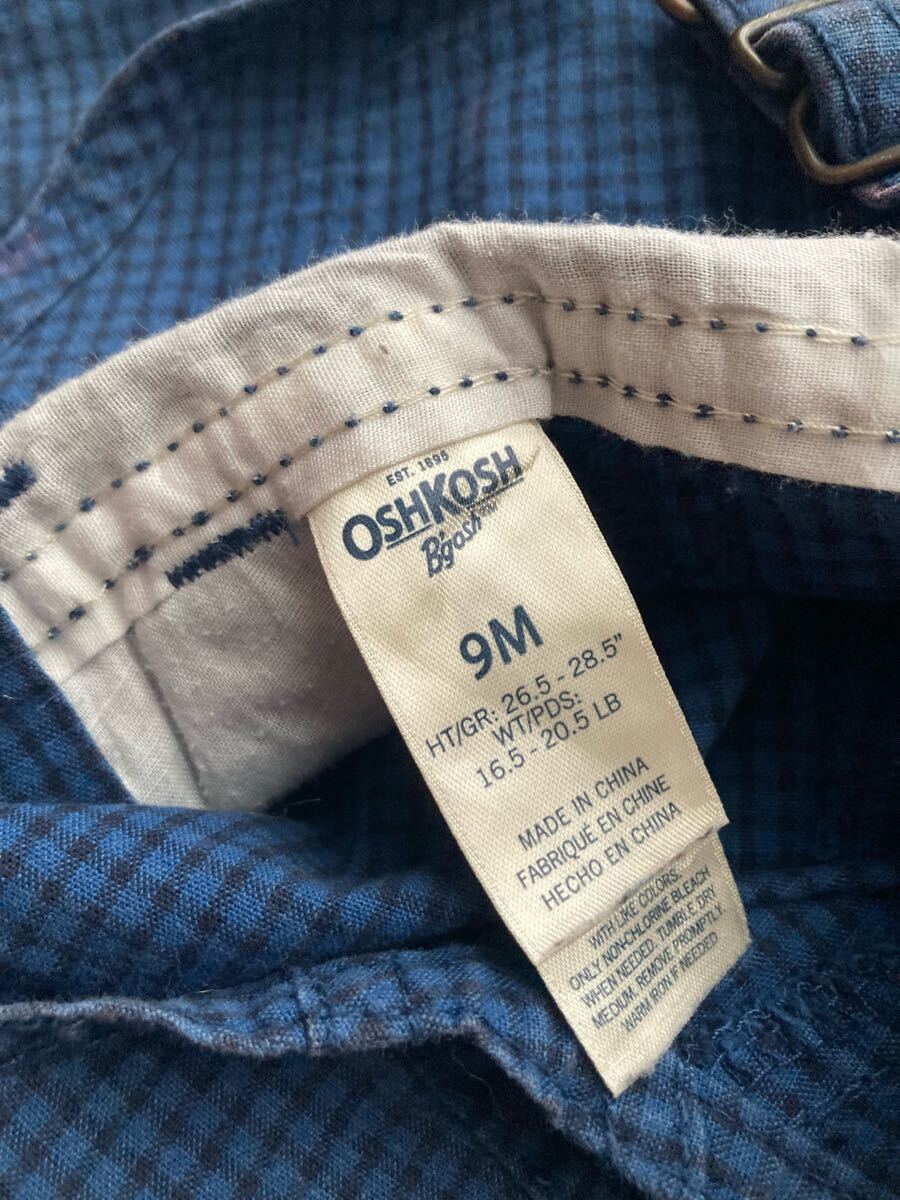 EST. 1895
OSHKOSH
B'gosh
9M
HT/GR: 26.5 - 28.5"
WT/PDS:
16.5 - 20.5 LB
MADE IN CHINA
FABRIQUÉ EN CHINE
HECHO EN CHINA
WITH LIKE COLORS.
ONLY NON-CHLORINE BLEACH
WHEN NEEDED. TUMBLE DRY
MEDIUM. REMOVE PROMPTLY.
WARM IRON IF NEEDED